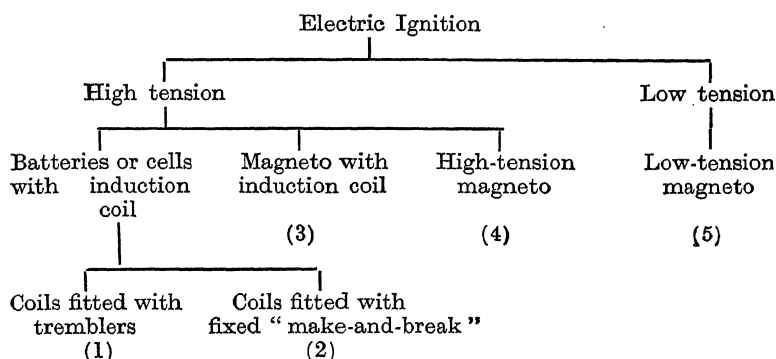 Electric Ignition
High tension
Low tension
Batteries or cells
with induction
coil
Magneto with
induction coil
(3)
High-tension
magneto
(4)
Low-tension
magneto
(5)
Coils fitted with
tremblers
(1)
Coils fitted with
fixed “ make-and-break ”
(2)